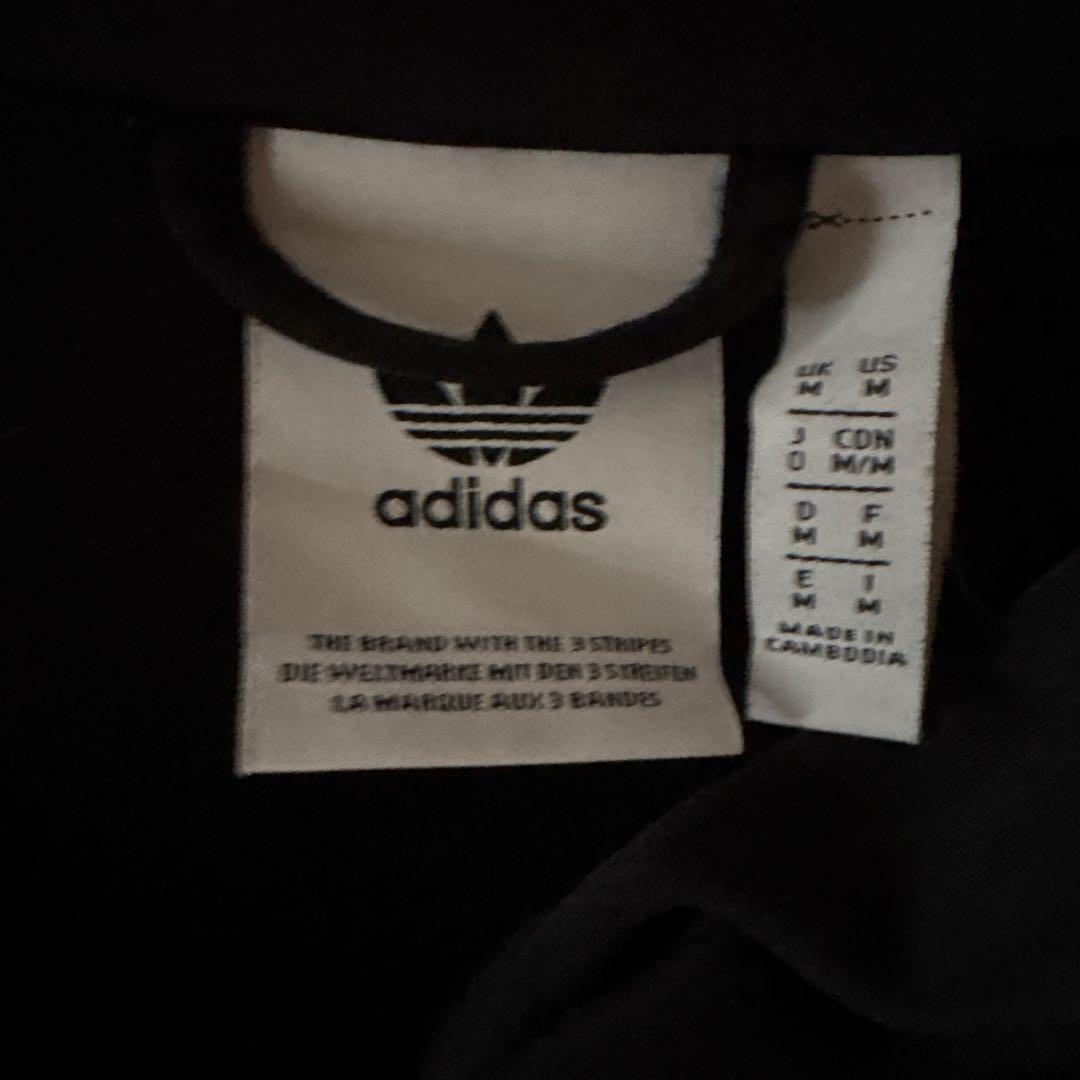 adidas
THE BRAND WITH THE 3 STRIPES
DIE WELTMARKE MIT DEN 3 STREIFEN
LA MARQUE AUX 3 BANDES
UK US
M M
J CDN
O M/M
D F
M M
E I
M M
MADE IN
CAMBODIA